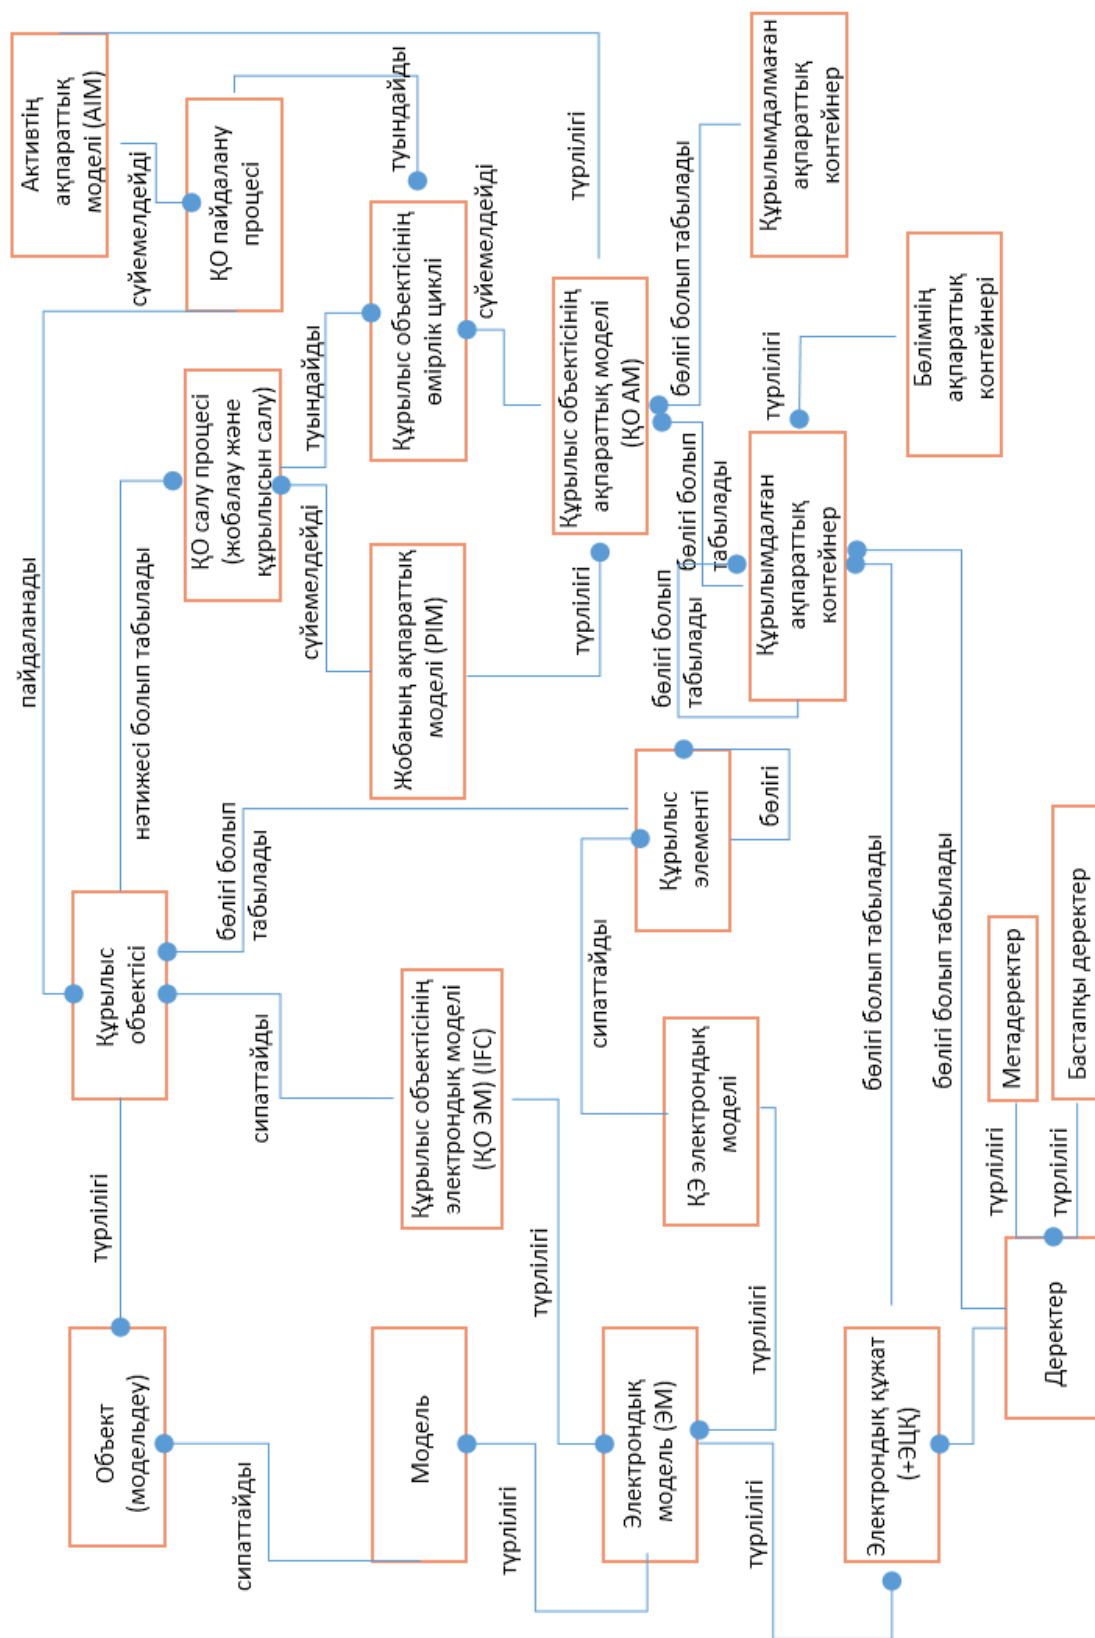 Объект
(модельдеу)
түрлілігі
Құрылыс
объектісі
пайдаланады
нәтижесі болып табылады
сүйемелдейді
Активтің
ақпараттық
моделі (AIM)
ҚО пайдалану
процесі
ҚО салу процесі
(жобалау және
құрылысын салу)
сипаттайды
сипаттайды
бөлігі болып
табылады
сүйемелдейді
туындайды
туындайды
Модель
Құрылыс объектісінің
электрондық моделі
(ҚО ЭМ) (IFC)
Жобаның ақпараттық
моделі (PIM)
Құрылыс объектісінің
өмірлік циклі
түрлілігі
түрлілігі
сипаттайды
түрлілігі
сүйемелдейді
түрлілігі
Электрондық
модель (ЭМ)
ҚЭ электрондық
моделі
Құрылыс
элементі
Құрылыс объектісінің
ақпараттық моделі
(ҚО АМ)
түрлілігі
түрлілігі
бөлігі
бөлігі болып
табылады
бөлігі болып
табылады
бөлігі болып табылады
Құрылымдалған
ақпараттық
контейнер
түрлілігі
Құрылымдалмаған
ақпараттық
контейнер
Электрондық құжат
(+ЭЦҚ)
бөлігі болып табылады
бөлігі болып табылады
Бөлімнің
ақпараттық
контейнері
Деректер
түрлілігі
Метадеректер
түрлілігі
Бастапқы деректер